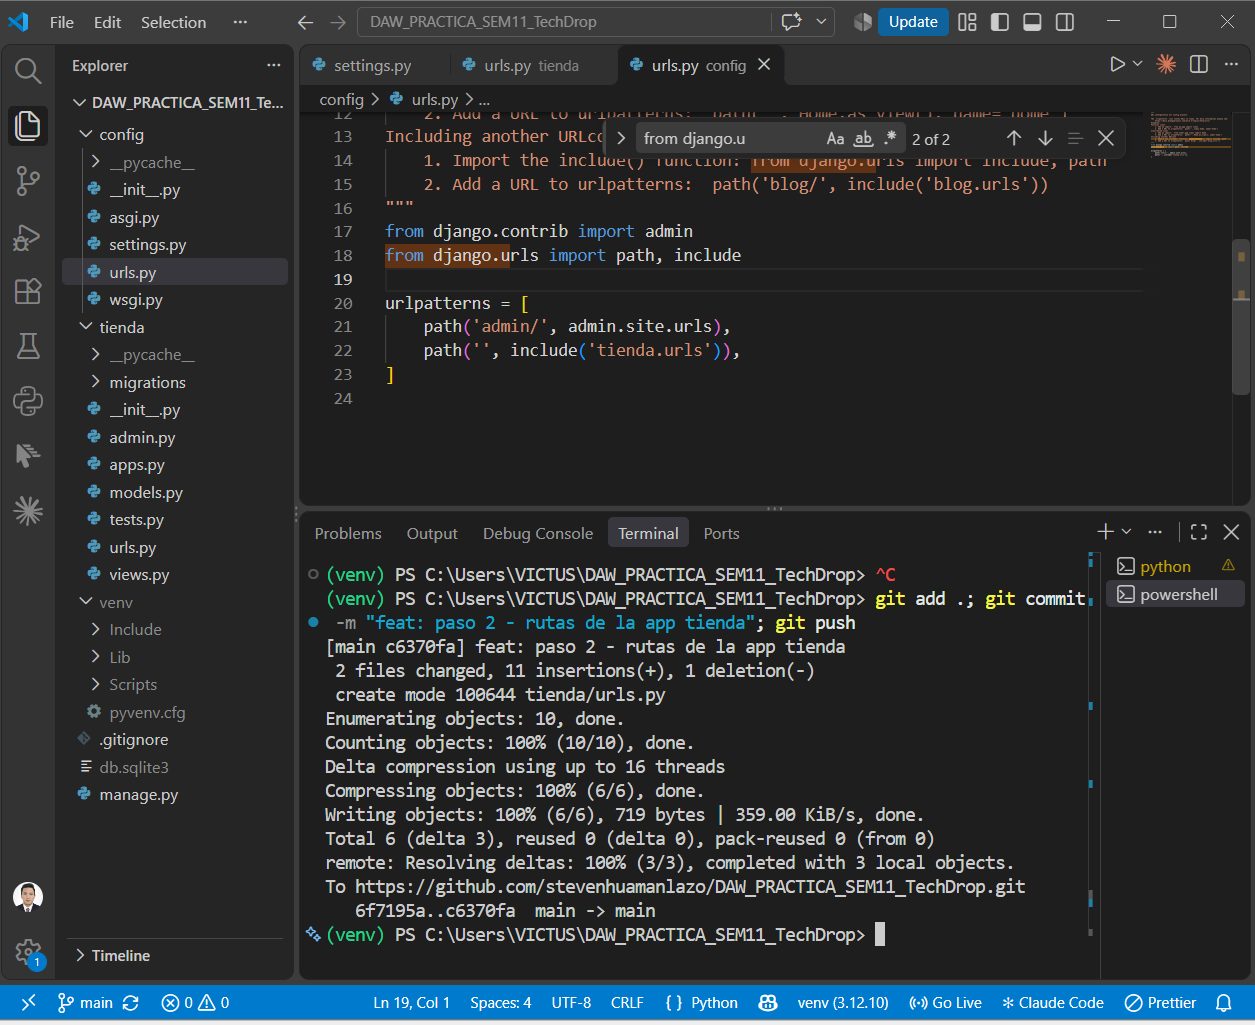 File Edit Selection ··· DAW_PRACTICA_SEM11_TechDrop Update
Explorer ···
DAW_PRACTICA_SEM11_Te...
config
__pycache__
__init__.py
asgi.py
settings.py
urls.py
wsgi.py
tienda
__pycache__
migrations
__init__.py
admin.py
apps.py
models.py
tests.py
urls.py
views.py
venv
Include
Lib
Scripts
pyvenv.cfg
.gitignore
db.sqlite3
manage.py
Timeline
1
settings.py urls.py tienda urls.py config
config > urls.py > ...
from django.u Aa ab .* 2 of 2
12 2. Add a URL to urlpatterns: path('', Home.as_view(), name='home')
13 Including another URLco
14 1. Import the include() function: from django.urls import include, path
15 2. Add a URL to urlpatterns: path('blog/', include('blog.urls'))
16 """
17 from django.contrib import admin
18 from django.urls import path, include
19
20 urlpatterns = [
21 path('admin/', admin.site.urls),
22 path('', include('tienda.urls')),
23 ]
24
Problems Output Debug Console Terminal Ports
python
powershell
(venv) PS C:\Users\VICTUS\DAW_PRACTICA_SEM11_TechDrop> ^C
(venv) PS C:\Users\VICTUS\DAW_PRACTICA_SEM11_TechDrop> git add .; git commit
-m "feat: paso 2 - rutas de la app tienda"; git push
[main c6370fa] feat: paso 2 - rutas de la app tienda
2 files changed, 11 insertions(+), 1 deletion(-)
create mode 100644 tienda/urls.py
Enumerating objects: 10, done.
Counting objects: 100% (10/10), done.
Delta compression using up to 16 threads
Compressing objects: 100% (6/6), done.
Writing objects: 100% (6/6), 719 bytes | 359.00 KiB/s, done.
Total 6 (delta 3), reused 0 (delta 0), pack-reused 0 (from 0)
remote: Resolving deltas: 100% (3/3), completed with 3 local objects.
To https://github.com/stevenhuamanlazo/DAW_PRACTICA_SEM11_TechDrop.git
6f7195a..c6370fa main -> main
(venv) PS C:\Users\VICTUS\DAW_PRACTICA_SEM11_TechDrop>
main 0 0 Ln 19, Col 1 Spaces: 4 UTF-8 CRLF { } Python venv (3.12.10) Go Live Claude Code Prettier